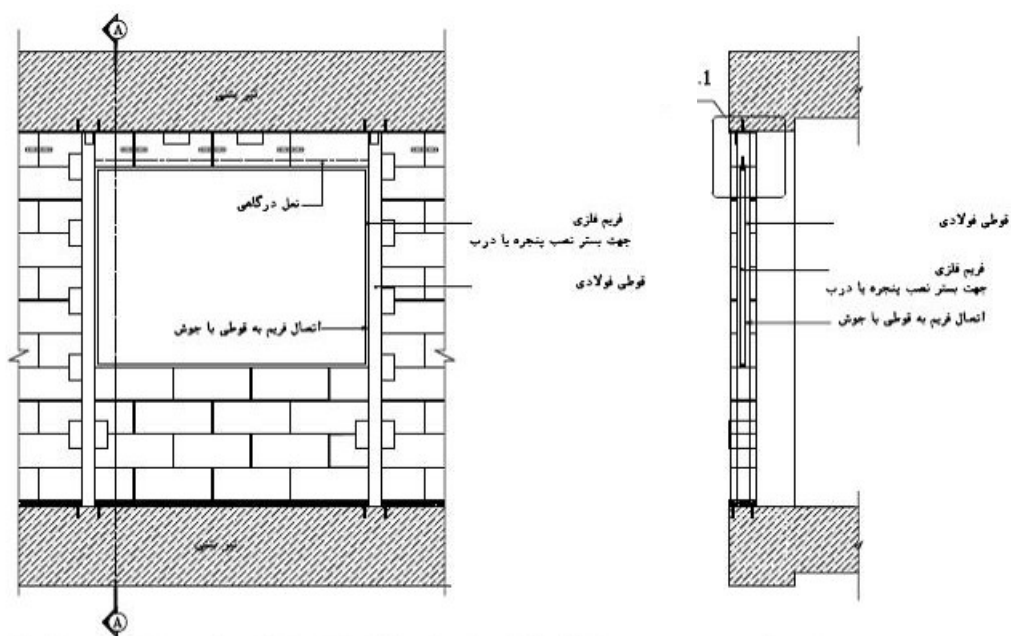 A
تیر بتنی
نعل درگاهی
فریم فلزی
جهت بستر نصب پنجره یا درب
قوطی فولادی
اتصال فریم به قوطی با جوش
تیر بتنی
A
.1
قوطی فولادی
فریم فلزی
جهت بستر نصب پنجره یا درب
اتصال فریم به قوطی با جوش